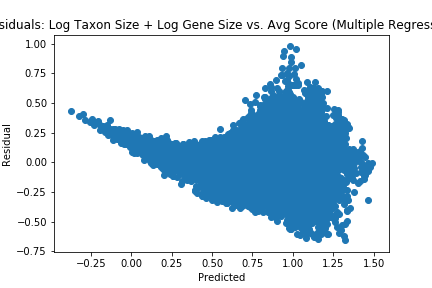 siduals: Log Taxon Size + Log Gene Size vs. Avg Score (Multiple Regress
1.00
0.75
0.50
0.25
0.00
−0.25
−0.50
−0.75
Residual
−0.25 0.00 0.25 0.50 0.75 1.00 1.25 1.50
Predicted